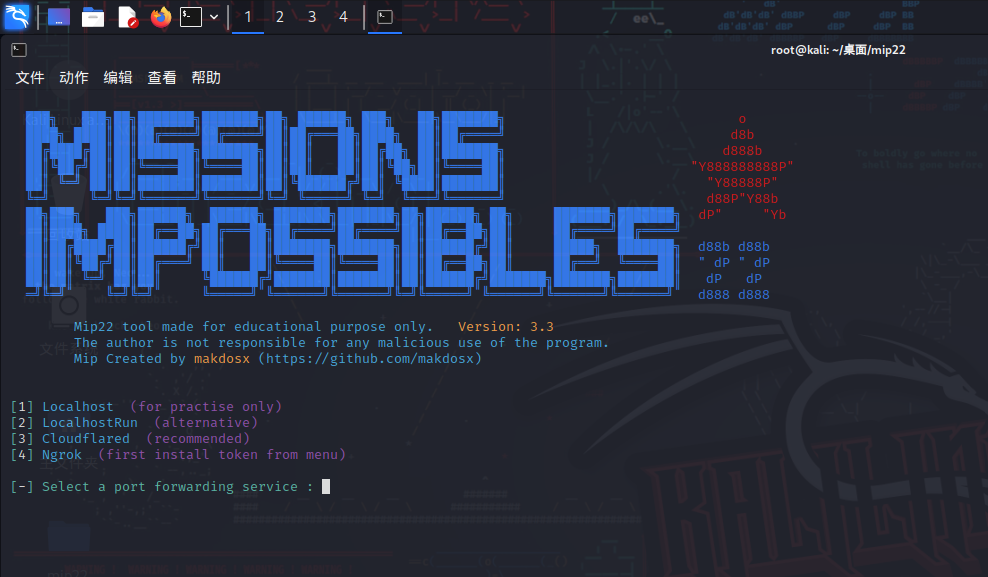 1 2 3 4
root@kali: ~/桌面/mip22
文件 动作 编辑 查看 帮助
MISSIONS
IMPOSSIBLES
o
d8b
d888b
"Y888888888P"
"Y88888P"
d88P"Y88b
dP" "Yb
d88b d88b
" dP " dP
dP dP
d888 d888
Mip22 tool made for educational purpose only. Version: 3.3
The author is not responsible for any malicious use of the program.
Mip Created by makdosx (https://github.com/makdosx)
[1] Localhost (for practise only)
[2] LocalhostRun (alternative)
[3] Cloudflared (recommended)
[4] Ngrok (first install token from menu)
[-] Select a port forwarding service :